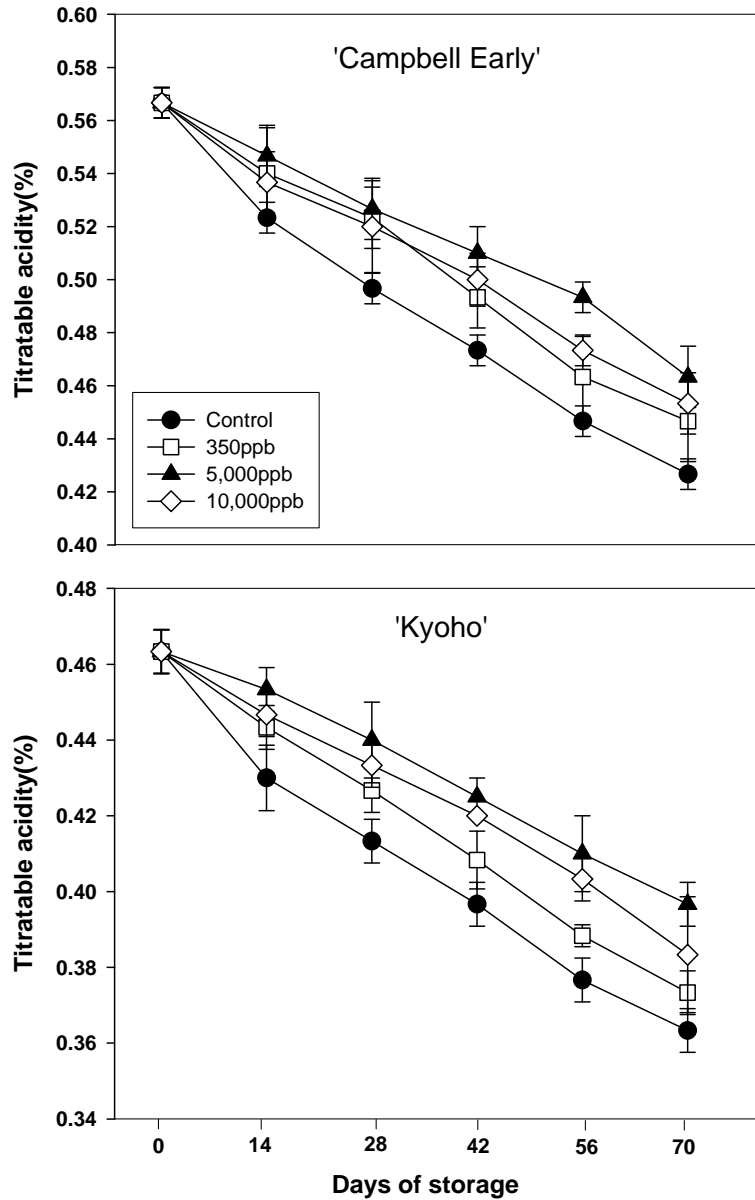 0.60
'Campbell Early'
0.58
0.56
0.54
0.52
0.50
0.48
0.46
0.44
0.42
0.40
Titratable acidity(%)
Control
350ppb
5,000ppb
10,000ppb
0.48
'Kyoho'
0.46
0.44
0.42
0.40
0.38
0.36
0.34
Titratable acidity(%)
0 14 28 42 56 70
Days of storage